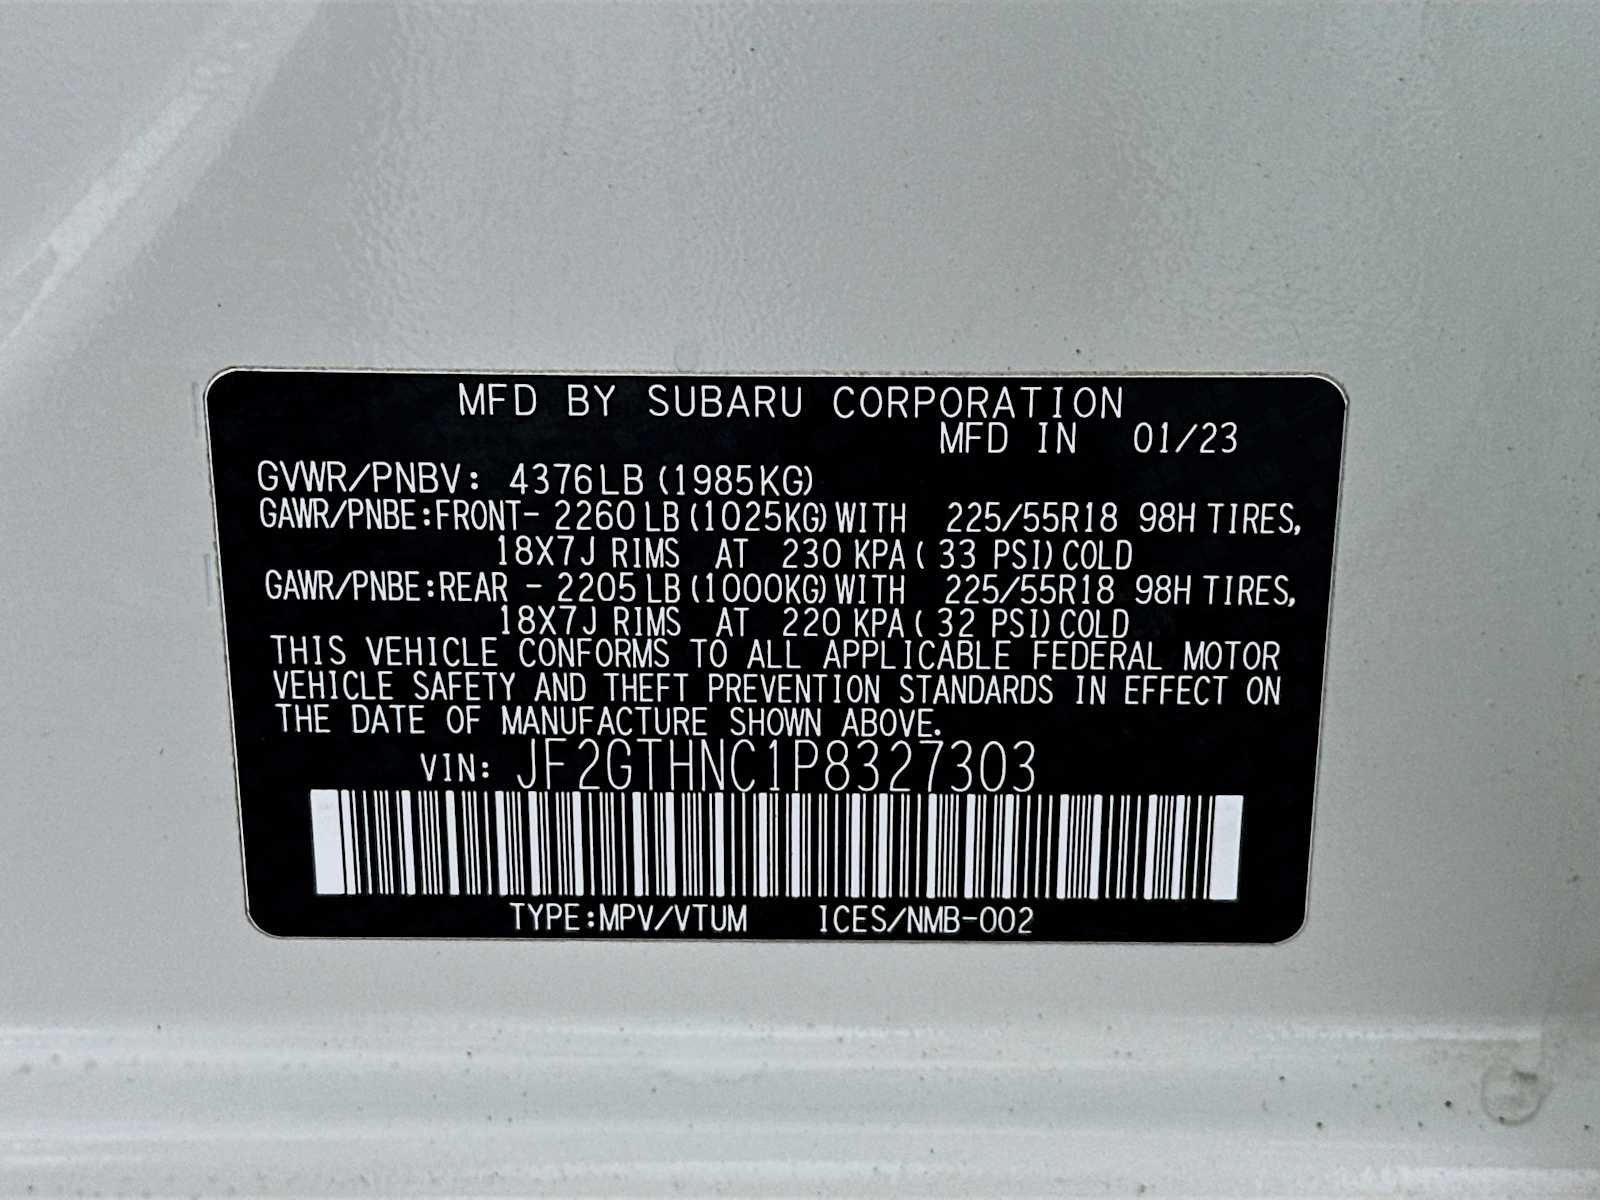 MFD BY SUBARU CORPORATION
MFD IN 01/23
GVWR/PNBV: 4376LB (1985KG)
GAWR/PNBE:FRONT- 2260 LB (1025KG) WITH 225/55R18 98H TIRES,
18X7J RIMS AT 230 KPA ( 33 PSI) COLD
GAWR/PNBE:REAR - 2205 LB (1000KG) WITH 225/55R18 98H TIRES,
18X7J RIMS AT 220 KPA ( 32 PSI) COLD
THIS VEHICLE CONFORMS TO ALL APPLICABLE FEDERAL MOTOR
VEHICLE SAFETY AND THEFT PREVENTION STANDARDS IN EFFECT ON
THE DATE OF MANUFACTURE SHOWN ABOVE.
VIN: JF2GTHNC1P8327303
TYPE:MPV/VTUM ICES/NMB-002